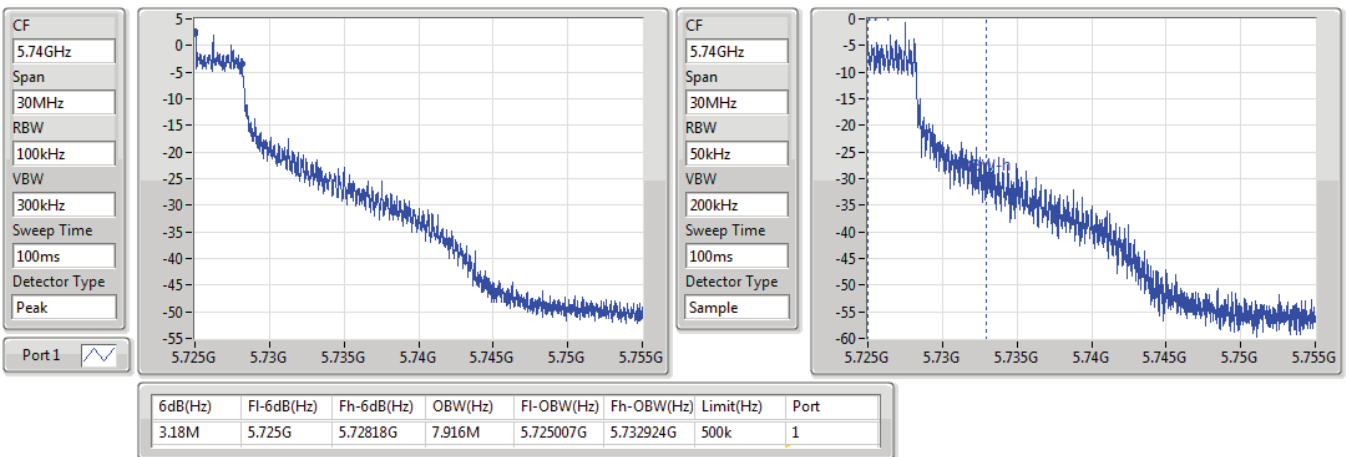 CF
5.74GHz
Span
30MHz
RBW
100kHz
VBW
300kHz
Sweep Time
100ms
Detector Type
Peak
Port 1
5
0
-5
-10
-15
-20
-25
-30
-35
-40
-45
-50
-55
5.725G 5.73G 5.735G 5.74G 5.745G 5.75G 5.755G
CF
5.74GHz
Span
30MHz
RBW
50kHz
VBW
200kHz
Sweep Time
100ms
Detector Type
Sample
0
-5
-10
-15
-20
-25
-30
-35
-40
-45
-50
-55
-60
5.725G 5.73G 5.735G 5.74G 5.745G 5.75G 5.755G
6dB(Hz) Fl-6dB(Hz) Fh-6dB(Hz) OBW(Hz) Fl-OBW(Hz) Fh-OBW(Hz) Limit(Hz) Port
3.18M 5.725G 5.72818G 7.916M 5.725007G 5.732924G 500k 1